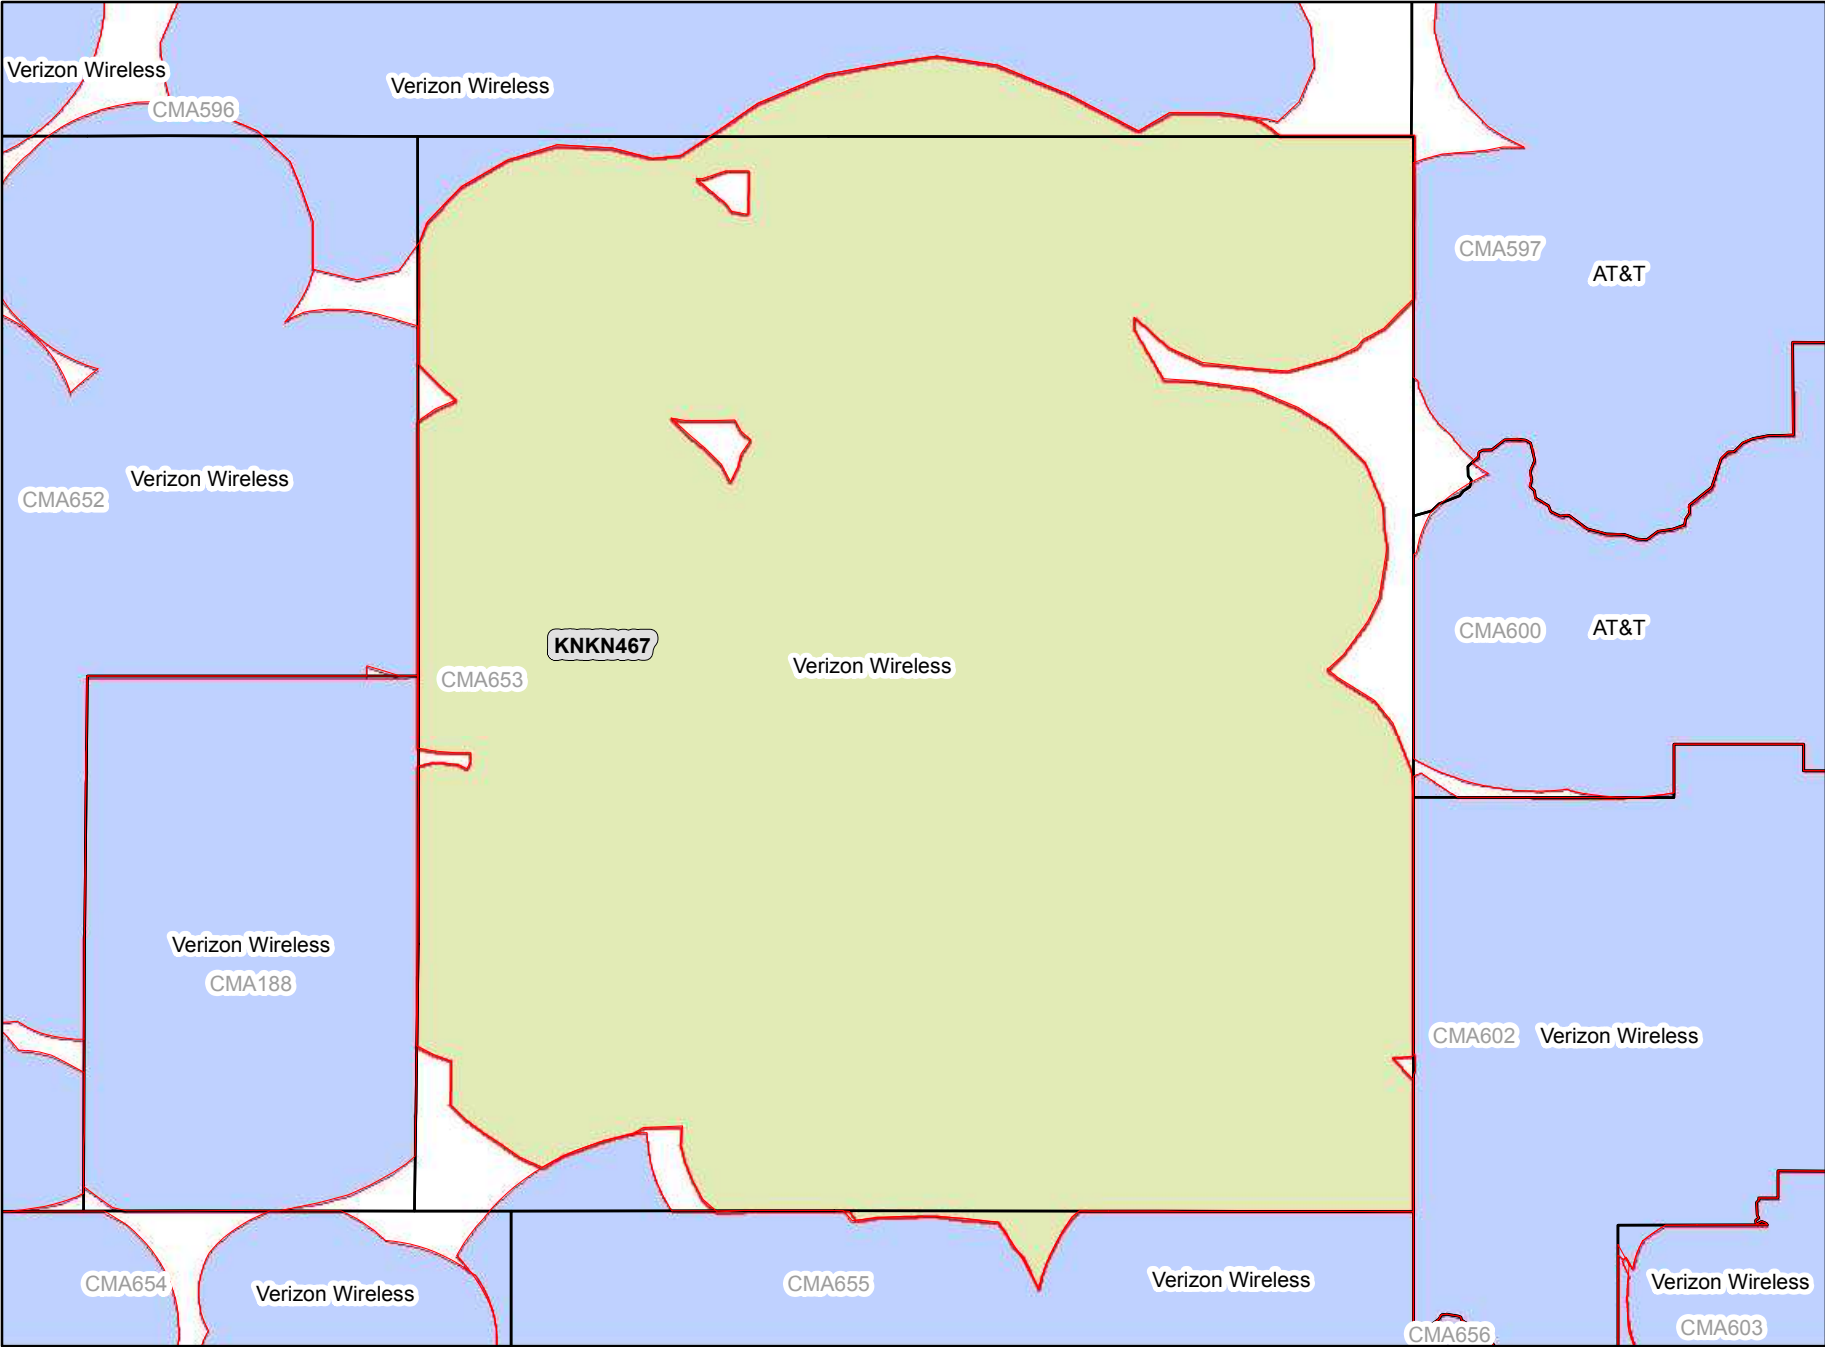 Verizon Wireless
Verizon Wireless
CMA596
CMA597
AT&T
Verizon Wireless
CMA652
CMA600
AT&T
KNKN467
Verizon Wireless
CMA653
Verizon Wireless
CMA188
CMA602
Verizon Wireless
CMA654
Verizon Wireless
CMA655
Verizon Wireless
Verizon Wireless
CMA656
CMA603